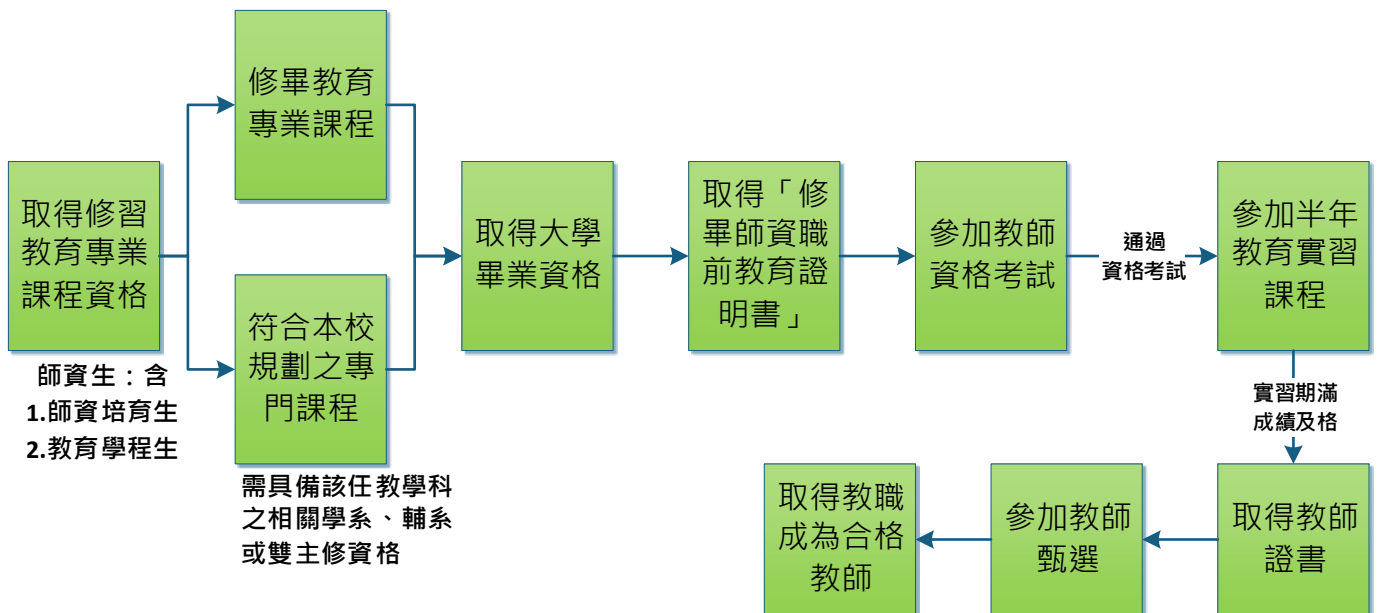 取得修習
教育專業
課程資格
師資生：含
1.師資培育生
2.教育學程生
修畢教育
專業課程
符合本校
規劃之專
門課程
需具備該任教學科
之相關學系、輔系
或雙主修資格
取得大學
畢業資格
取得「修
畢師資職
前教育證
明書」
參加教師
資格考試
通過
資格考試
參加半年
教育實習
課程
實習期滿
成績及格
取得教師
證書
參加教師
甄選
取得教職
成為合格
教師